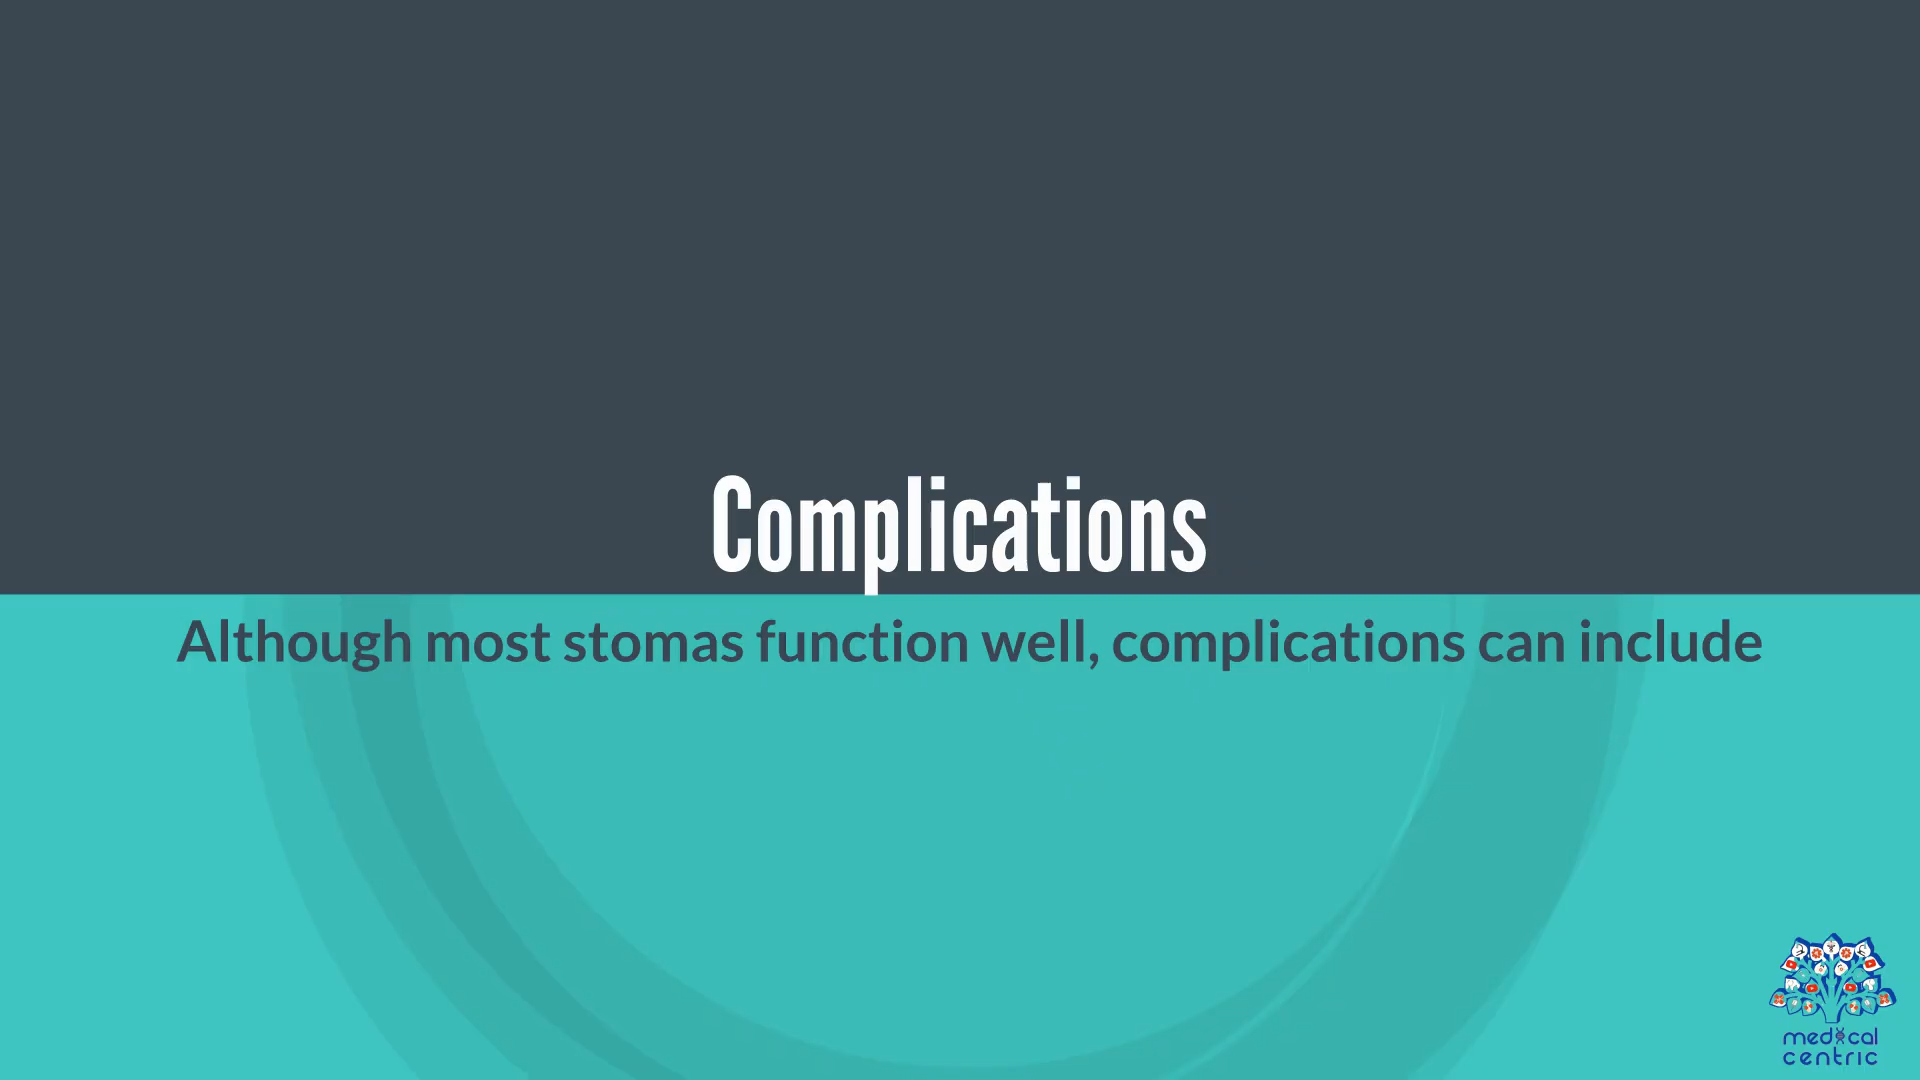 Complications
Although most stomas function well, complications can include
medical
centric